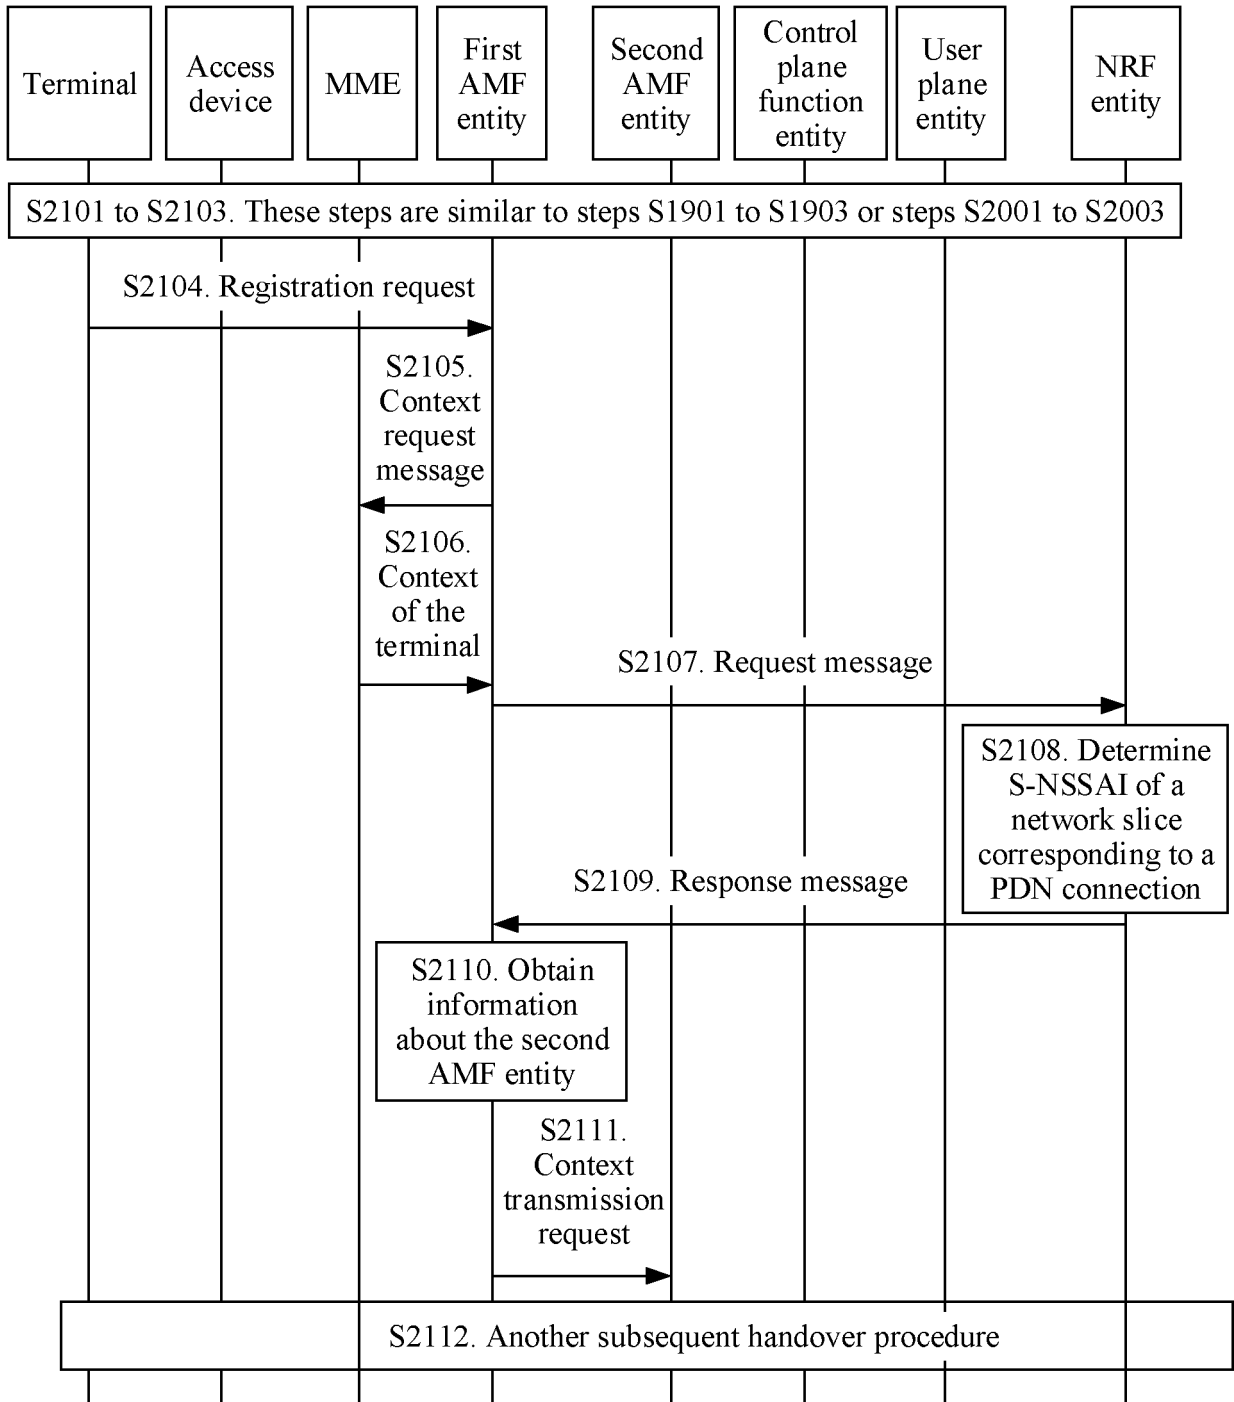 Terminal
Access
device
MME
First
AMF
entity
Second
AMF
entity
Control
plane
function
entity
User
plane
entity
NRF
entity
S2101 to S2103. These steps are similar to steps S1901 to S1903 or steps S2001 to S2003
S2104. Registration request
S2105.
Context
request
message
S2106.
Context
of the
terminal
S2107. Request message
S2108. Determine
S-NSSAI of a
network slice
corresponding to a
PDN connection
S2109. Response message
S2110. Obtain
information
about the second
AMF entity
S2111.
Context
transmission
request
S2112. Another subsequent handover procedure